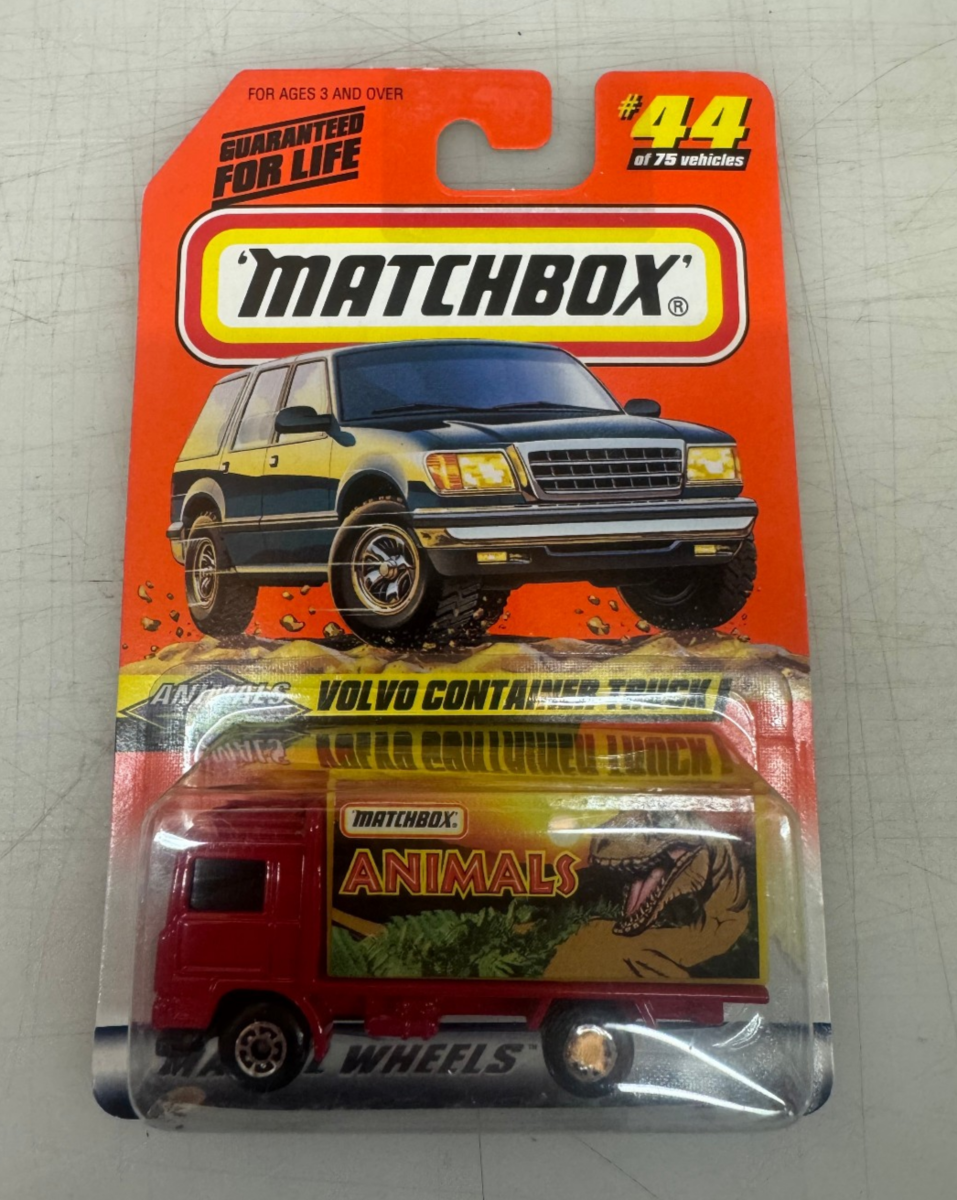 FOR AGES 3 AND OVER
GUARANTEED
FOR LIFE
#44
of 75 vehicles
'MATCHBOX'®
ANIMALS
VOLVO CONTAINER TRUCK I
'MATCHBOX'®
ANIMALS
WHEELS™